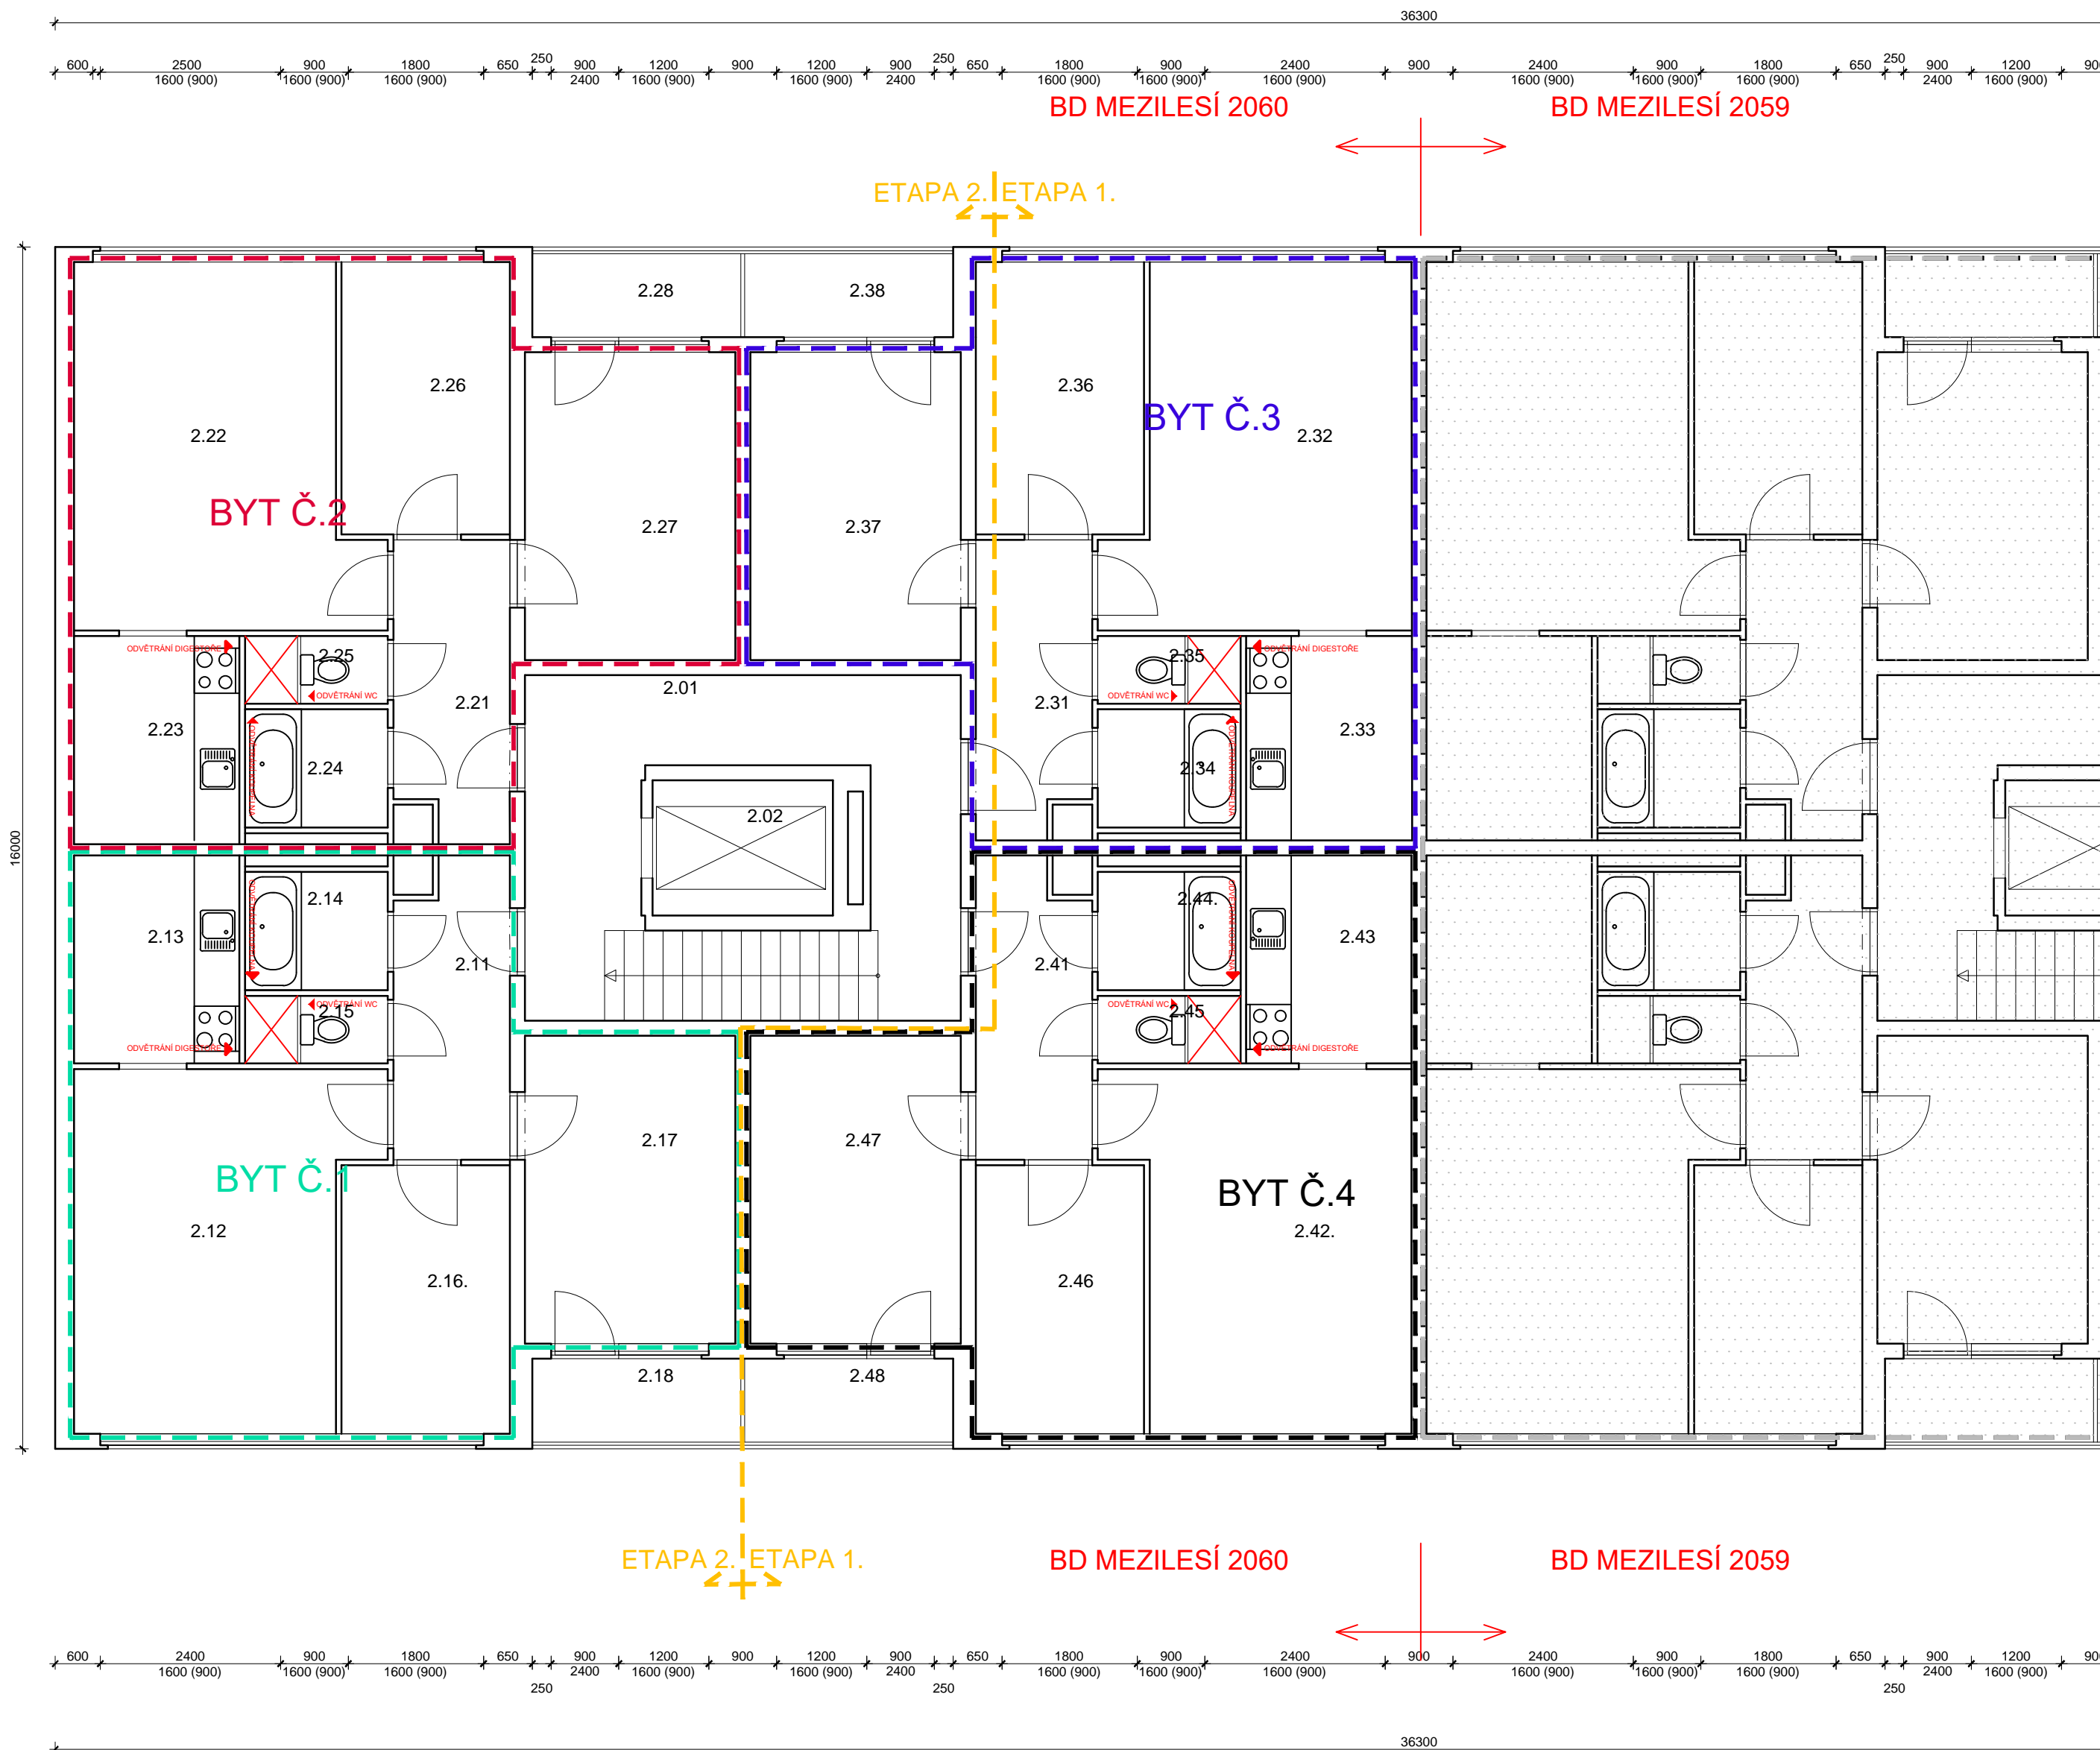 36300
600 2500 900 1800 650 250 900 1200 900 1200 900 250 650 1800 900 2400 900 2400 900 1800 650 250 900 1200
1600 (900) 1600 (900) 1600 (900) 2400 1600 (900) 1600 (900) 2400 1600 (900) 1600 (900) 1600 (900) 1600 (900) 1600 (900) 1600 (900) 2400 1600 (900)
BD MEZILESÍ 2060 BD MEZILESÍ 2059
ETAPA 2. ETAPA 1.
2.28 2.38
2.26 2.36
BYT Č.3
2.22 2.32
BYT Č.2
2.27 2.37
ODVĚTRÁNÍ DIGESTOŘE 2.25 2.35 ODVĚTRÁNÍ DIGESTOŘE
2.01
ODVĚTRÁNÍ WC ODVĚTRÁNÍ WC
2.21 2.31
2.23 2.33
2.24 2.34
2.02
16000
2.14 2.44.
2.13 2.43
2.11 2.41
ODVĚTRÁNÍ WC ODVĚTRÁNÍ WC
2.15 2.45
ODVĚTRÁNÍ DIGESTOŘE ODVĚTRÁNÍ DIGESTOŘE
2.17 2.47
BYT Č.1 BYT Č.4
2.12 2.42.
2.16. 2.46
2.18 2.48
ETAPA 2. ETAPA 1. BD MEZILESÍ 2060 BD MEZILESÍ 2059
600 2400 900 1800 650 900 1200 900 1200 900 650 1800 900 2400 900 2400 900 1800 650 900 1200
1600 (900) 1600 (900) 1600 (900) 2400 1600 (900) 1600 (900) 2400 1600 (900) 1600 (900) 1600 (900) 1600 (900) 1600 (900) 1600 (900) 2400 1600 (900)
250 250 250
36300